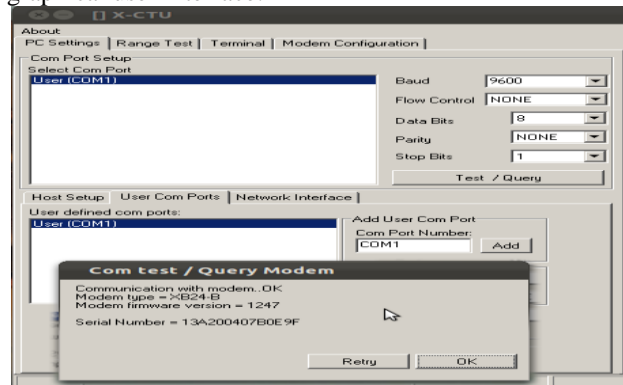 X-CTU
About
PC Settings | Range Test | Terminal | Modem Configuration
Com Port Setup
Select Com Port
User (COM1)
Baud 9600
Flow Control NONE
Data Bits 8
Parity NONE
Stop Bits 1
Test / Query
Host Setup User Com Ports | Network Interface
User defined com ports:
User (COM1)
Add User Com Port
Com Port Number:
COM1 Add
Com test / Query Modem
Communication with modem..OK
Modem type = XB24-B
Modem firmware version = 1247
Serial Number = 13A200407B0E9F
Retry OK